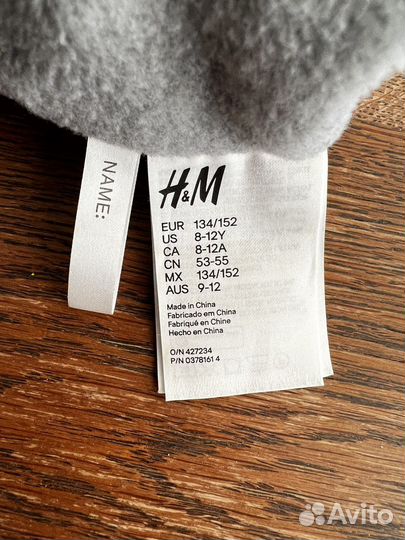 NAME:
H&M
EUR 134/152
US 8-12Y
CA 8-12A
CN 53-55
MX 134/152
AUS 9-12
Made in China
Fabricado em China
Fabriqué en Chine
Hecho en China
O/N 427234
P/N 0378161 4
Avito